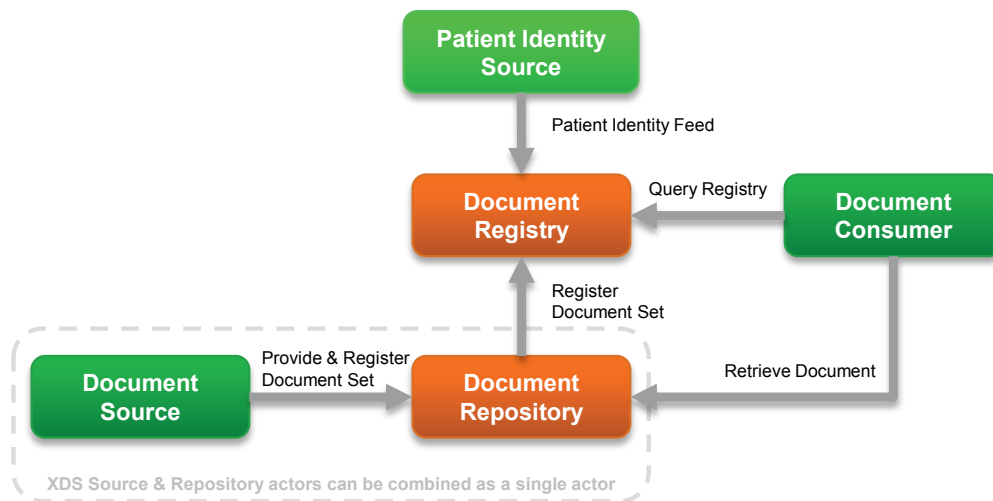 Patient Identity
Source
Patient Identity Feed
Document
Registry
Query Registry
Document
Consumer
Register
Document Set
Provide & Register
Document Set
Document
Source
Document
Repository
Retrieve Document
XDS Source & Repository actors can be combined as a single actor